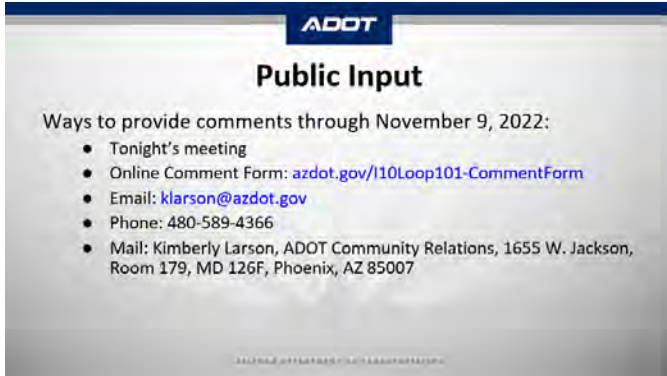 ADOT
Public Input
Ways to provide comments through November 9, 2022:
● Tonight's meeting
● Online Comment Form: azdot.gov/I10Loop101-CommentForm
● Email: klarson@azdot.gov
● Phone: 480-589-4366
● Mail: Kimberly Larson, ADOT Community Relations, 1655 W. Jackson,
Room 179, MD 126F, Phoenix, AZ 85007